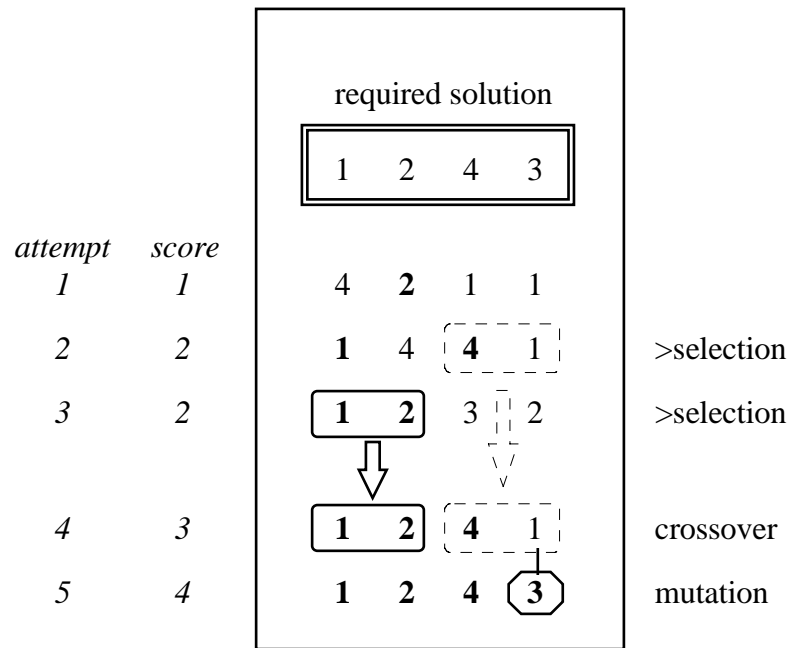 required solution
1 2 4 3
attempt score
1 1 4 2 1 1
2 2 1 4 4 1 >selection
3 2 1 2 3 2 >selection
4 3 1 2 4 1 crossover
5 4 1 2 4 3 mutation